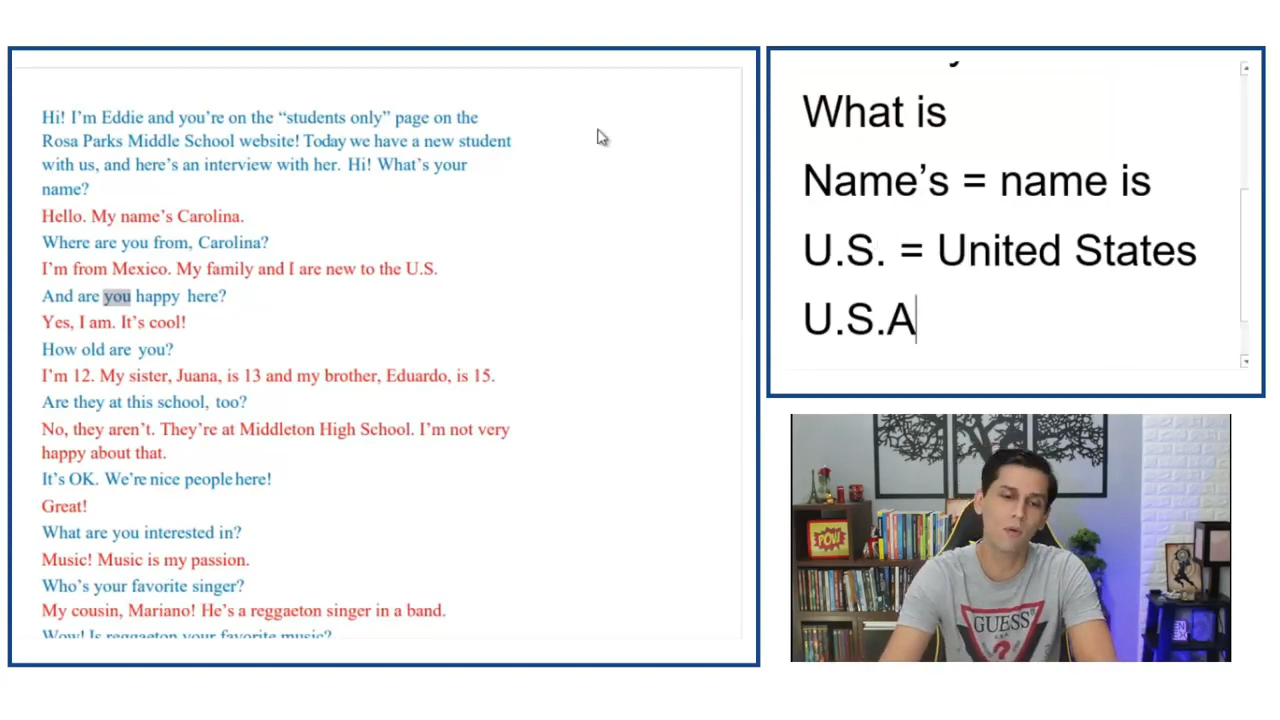 Hi! I’m Eddie and you’re on the “students only” page on the
Rosa Parks Middle School website! Today we have a new student
with us, and here’s an interview with her. Hi! What’s your
name?
Hello. My name’s Carolina.
Where are you from, Carolina?
I’m from Mexico. My family and I are new to the U.S.
And are you happy here?
Yes, I am. It’s cool!
How old are you?
I’m 12. My sister, Juana, is 13 and my brother, Eduardo, is 15.
Are they at this school, too?
No, they aren’t. They’re at Middleton High School. I’m not very
happy about that.
It’s OK. We’re nice people here!
Great!
What are you interested in?
Music! Music is my passion.
Who’s your favorite singer?
My cousin, Mariano! He’s a reggaeton singer in a band.
Wow! Is reggaeton your favorite music?
What is
Name’s = name is
U.S. = United States
U.S.A
POW
GUESS
?